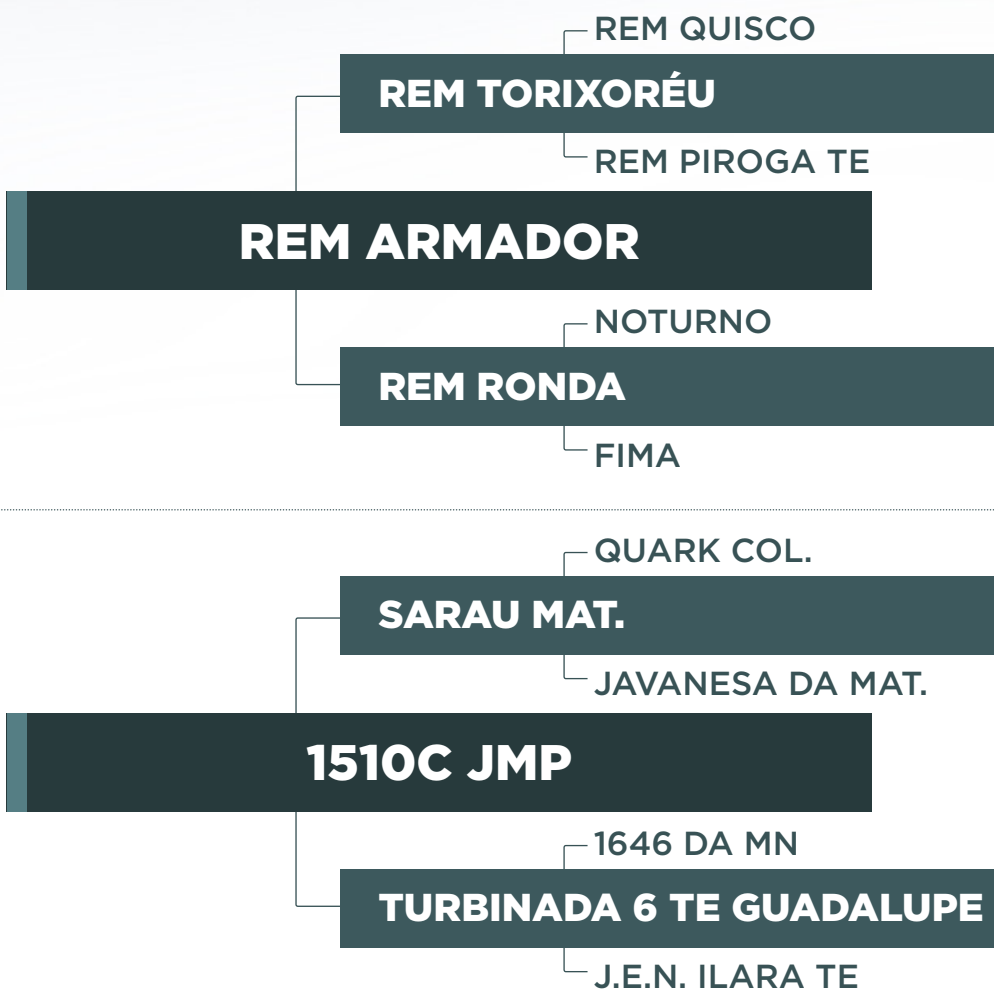 REM QUISCO
REM TORIXORÉU
REM PIROGA TE
REM ARMADOR
NOTURNO
REM RONDA
FIMA
QUARK COL.
SARAU MAT.
JAVANESA DA MAT.
1510C JMP
1646 DA MN
TURBINADA 6 TE GUADALUPE
J.E.N. ILARA TE